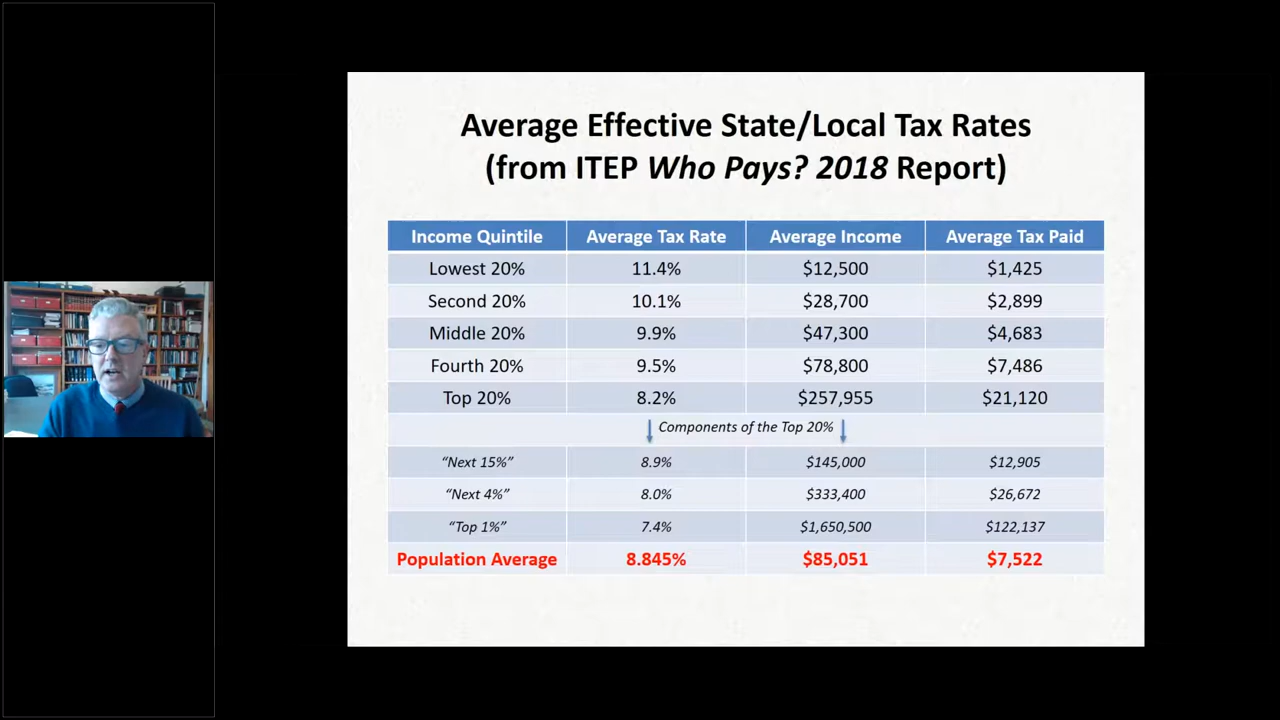 Average Effective State/Local Tax Rates
(from ITEP Who Pays? 2018 Report)
Income Quintile Average Tax Rate Average Income Average Tax Paid
Lowest 20% 11.4% $12,500 $1,425
Second 20% 10.1% $28,700 $2,899
Middle 20% 9.9% $47,300 $4,683
Fourth 20% 9.5% $78,800 $7,486
Top 20% 8.2% $257,955 $21,120
Components of the Top 20%
“Next 15%” 8.9% $145,000 $12,905
“Next 4%” 8.0% $333,400 $26,672
“Top 1%” 7.4% $1,650,500 $122,137
Population Average 8.845% $85,051 $7,522